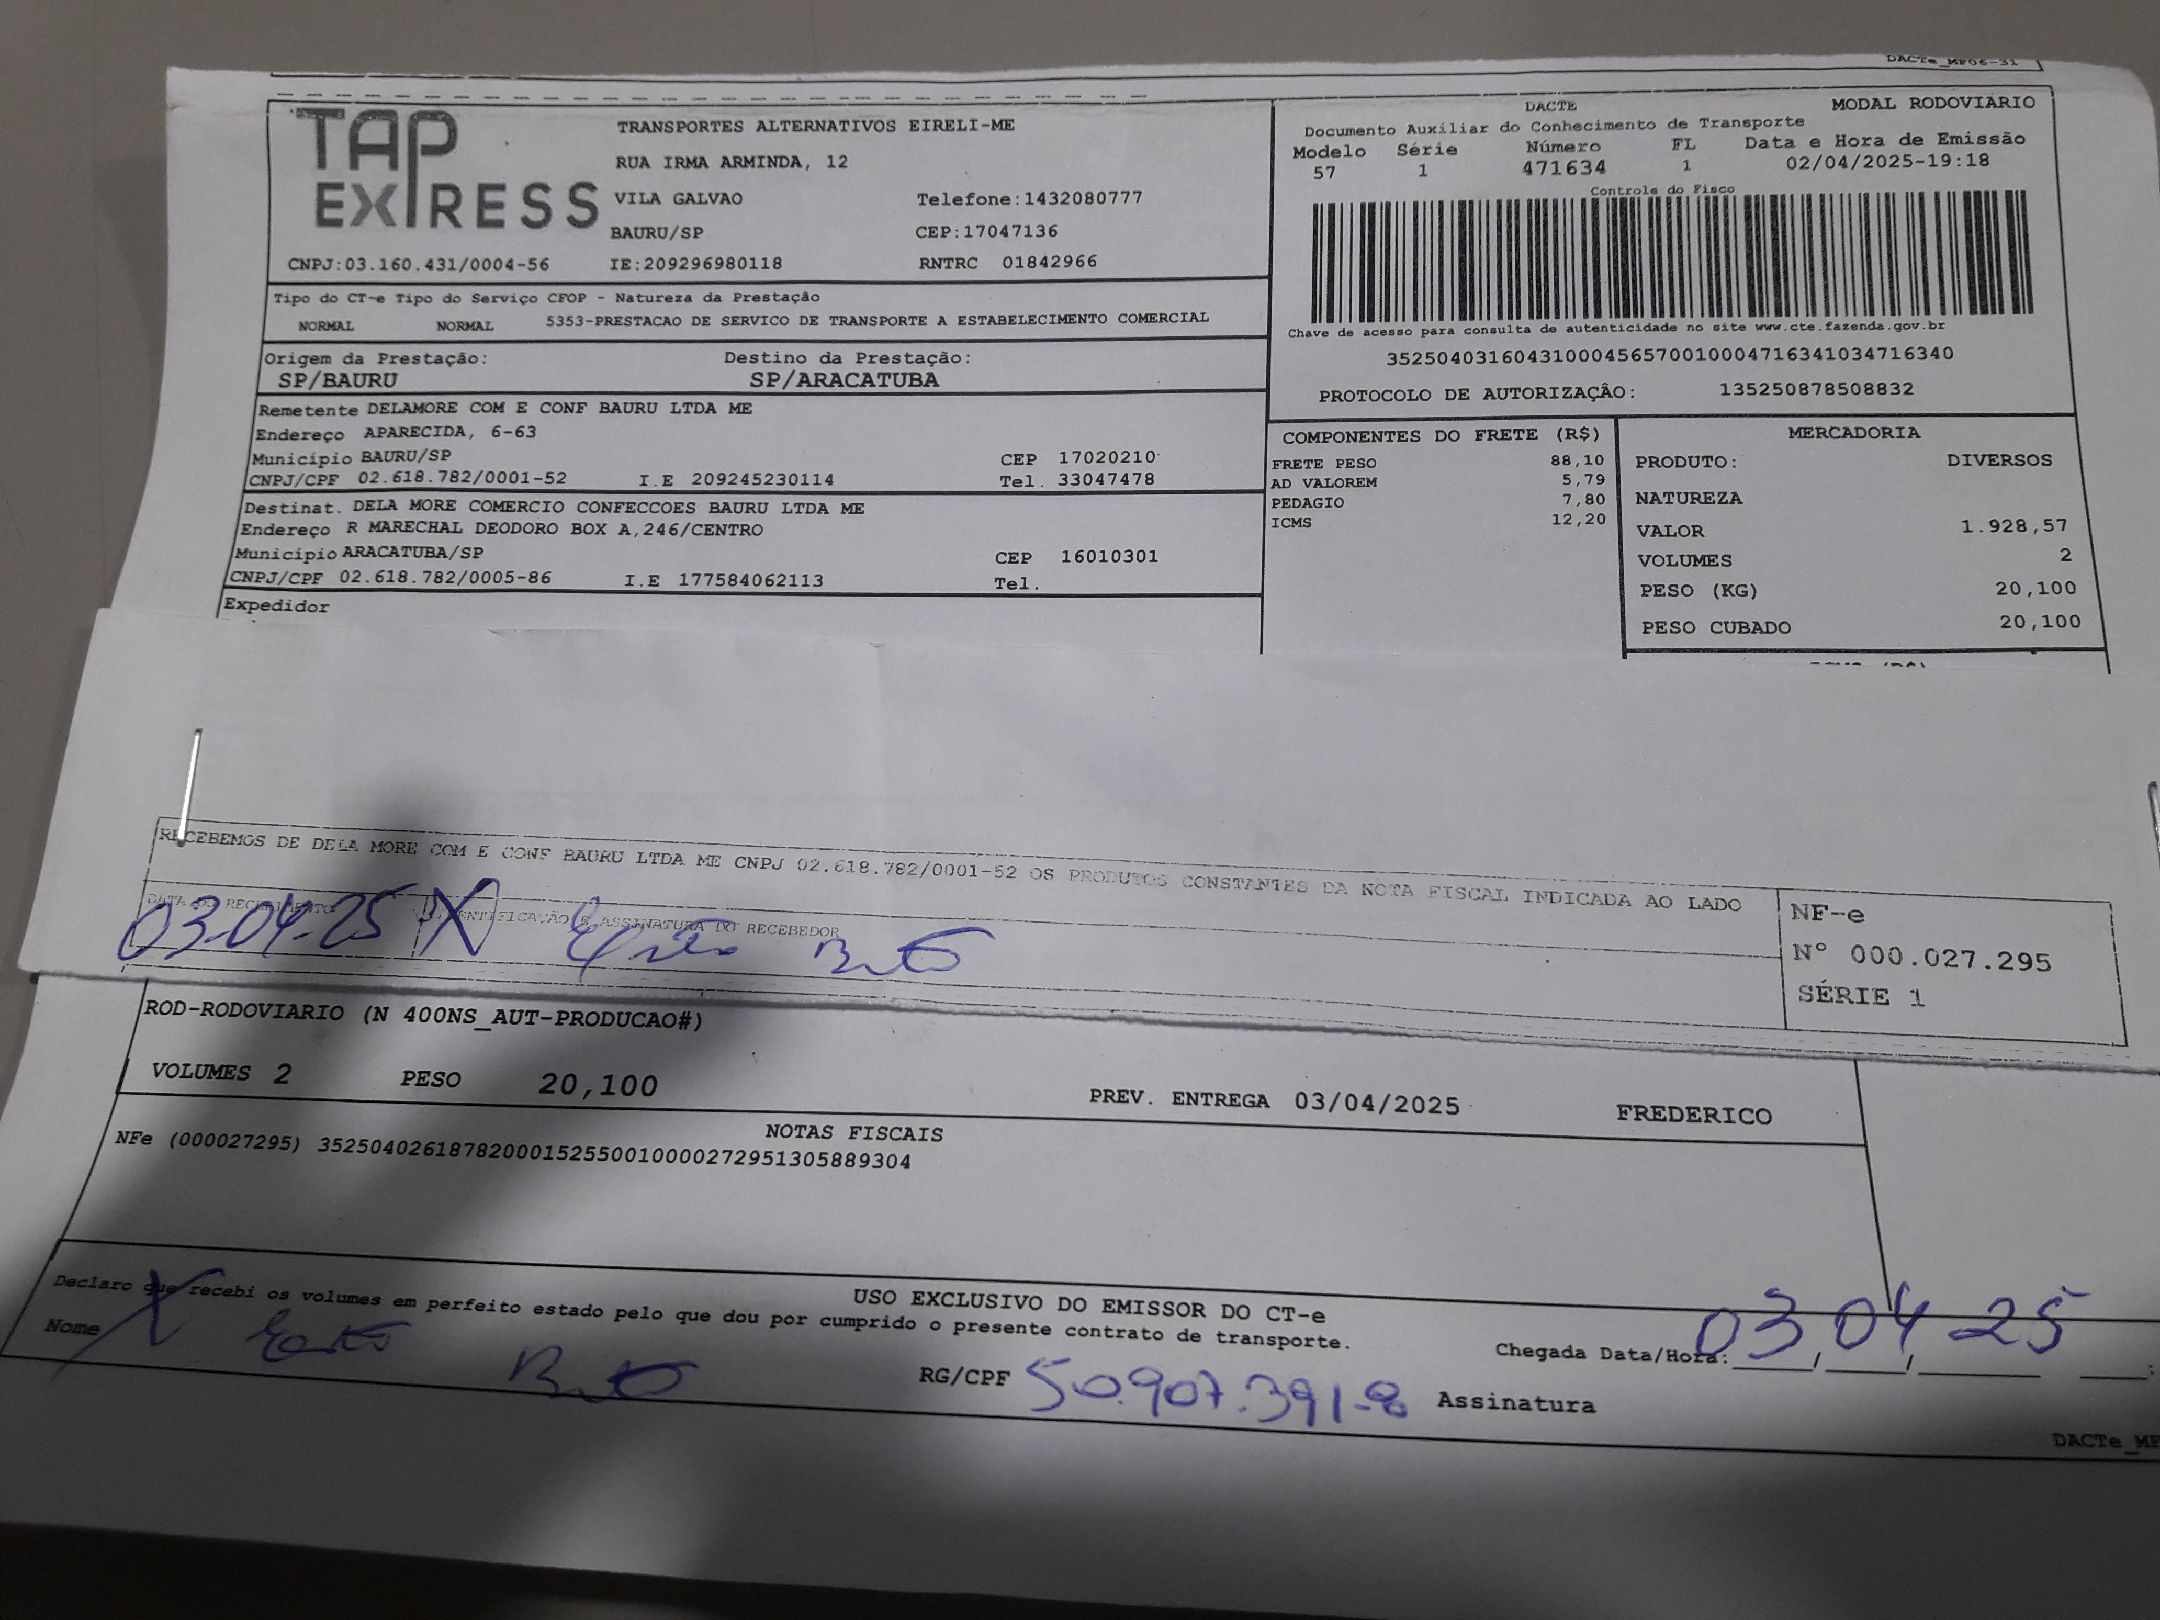 DACTe_MF06-31
TAP EXPRESS
TRANSPORTES ALTERNATIVOS EIRELI-ME
RUA IRMA ARMINDA, 12
VILA GALVAO Telefone:1432080777
BAURU/SP CEP:17047136
CNPJ:03.160.431/0004-56 IE:209296980118 RNTRC 01842966
DACTE MODAL RODOVIÁRIO
Documento Auxiliar do Conhecimento de Transporte
Modelo Série Número FL Data e Hora de Emissão
57 1 471634 1 02/04/2025-19:18
Controle do Fisco
Chave de acesso para consulta de autenticidade no site www.cte.fazenda.gov.br
35250403160431000456570010004716341034716340
PROTOCOLO DE AUTORIZAÇÂO: 135250878508832
Tipo do CT-e Tipo do Serviço CFOP - Natureza da Prestação
NORMAL NORMAL 5353-PRESTACAO DE SERVICO DE TRANSPORTE A ESTABELECIMENTO COMERCIAL
Origem da Prestação: Destino da Prestação:
SP/BAURU SP/ARACATUBA
Remetente DELAMORE COM E CONF BAURU LTDA ME
Endereço APARECIDA, 6-63
Município BAURU/SP CEP 17020210
CNPJ/CPF 02.618.782/0001-52 I.E 209245230114 Tel. 33047478
Destinat. DELA MORE COMERCIO CONFECCOES BAURU LTDA ME
Endereço R MARECHAL DEODORO BOX A,246/CENTRO
Município ARACATUBA/SP CEP 16010301
CNPJ/CPF 02.618.782/0005-86 I.E 177584062113 Tel.
Expedidor
COMPONENTES DO FRETE (R$)
FRETE PESO 88,10
AD VALOREM 5,79
PEDAGIO 7,80
ICMS 12,20
MERCADORIA
PRODUTO: DIVERSOS
NATUREZA
VALOR 1.928,57
VOLUMES 2
PESO (KG) 20,100
PESO CUBADO 20,100
RECEBEMOS DE DELA MORE COM E CONF BAURU LTDA ME CNPJ 02.618.782/0001-52 OS PRODUTOS CONSTANTES DA NOTA FISCAL INDICADA AO LADO
DATA DO RECEBIMENTO IDENTIFICAÇÃO E ASSINATURA DO RECEBEDOR
03-04-25 X
NF-e
N° 000.027.295
SÉRIE 1
ROD-RODOVIARIO (N 400NS_AUT-PRODUCAO#)
VOLUMES 2 PESO 20,100 PREV. ENTREGA 03/04/2025 FREDERICO
NOTAS FISCAIS
NFe (000027295) 35250402618782000152550010000272951305889304
USO EXCLUSIVO DO EMISSOR DO CT-e
Declaro que recebi os volumes em perfeito estado pelo que dou por cumprido o presente contrato de transporte.
Nome X RG/CPF 50.907.391-8 Assinatura
Chegada Data/Hora: 03 04 25